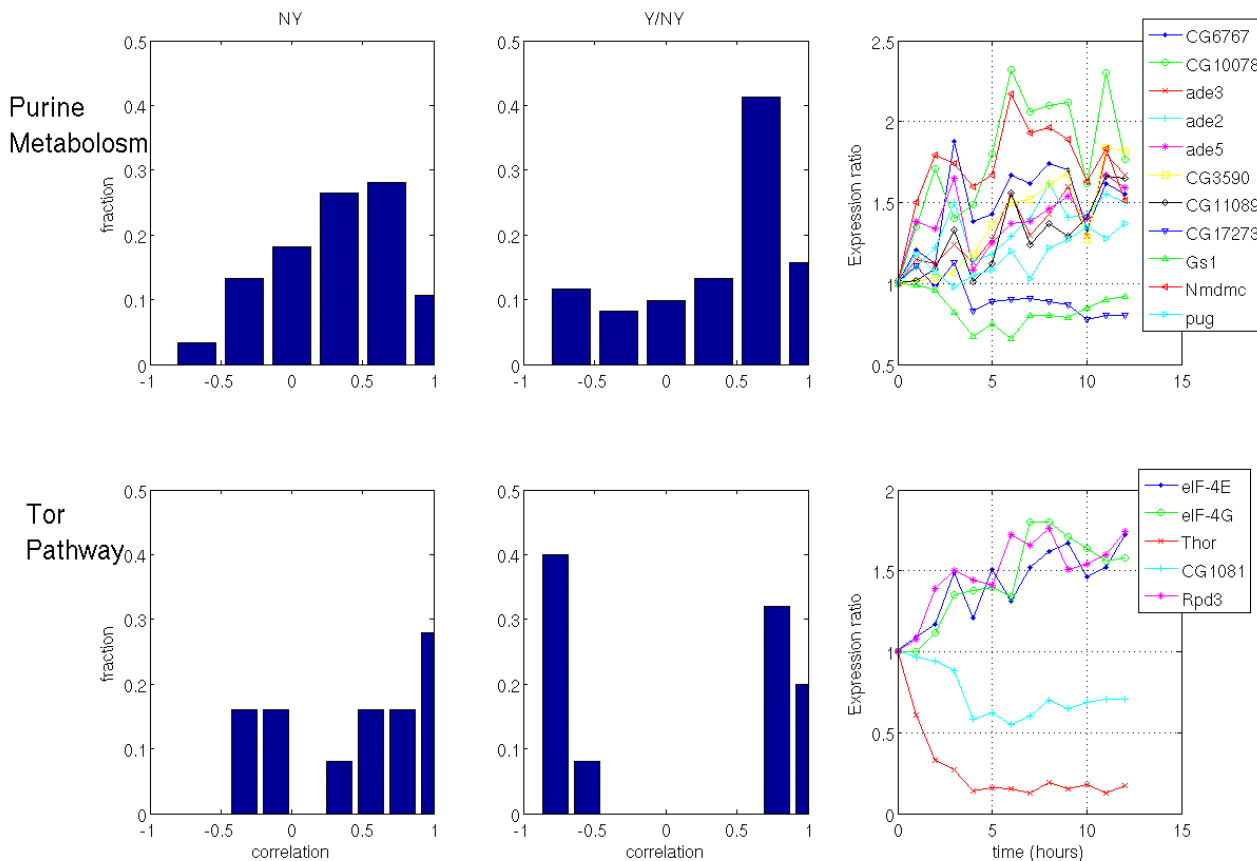 NY
Y/NY
Purine
Metabolosm
fraction
0.5
0.4
0.3
0.2
0.1
0
-1
-0.5
0
0.5
1
0.5
0.4
0.3
0.2
0.1
0
-1
-0.5
0
0.5
1
Expression ratio
2.5
2
1.5
1
0.5
0
5
10
15
CG6767
CG10078
ade3
ade2
ade5
CG3590
CG11089
CG17273
Gs1
Nmdmc
pug
Tor
Pathway
fraction
0.5
0.4
0.3
0.2
0.1
0
-1
-0.5
0
0.5
1
correlation
0.5
0.4
0.3
0.2
0.1
0
-1
-0.5
0
0.5
1
correlation
Expression ratio
2
1.5
1
0.5
0
0
5
10
15
time (hours)
eIF-4E
eIF-4G
Thor
CG1081
Rpd3